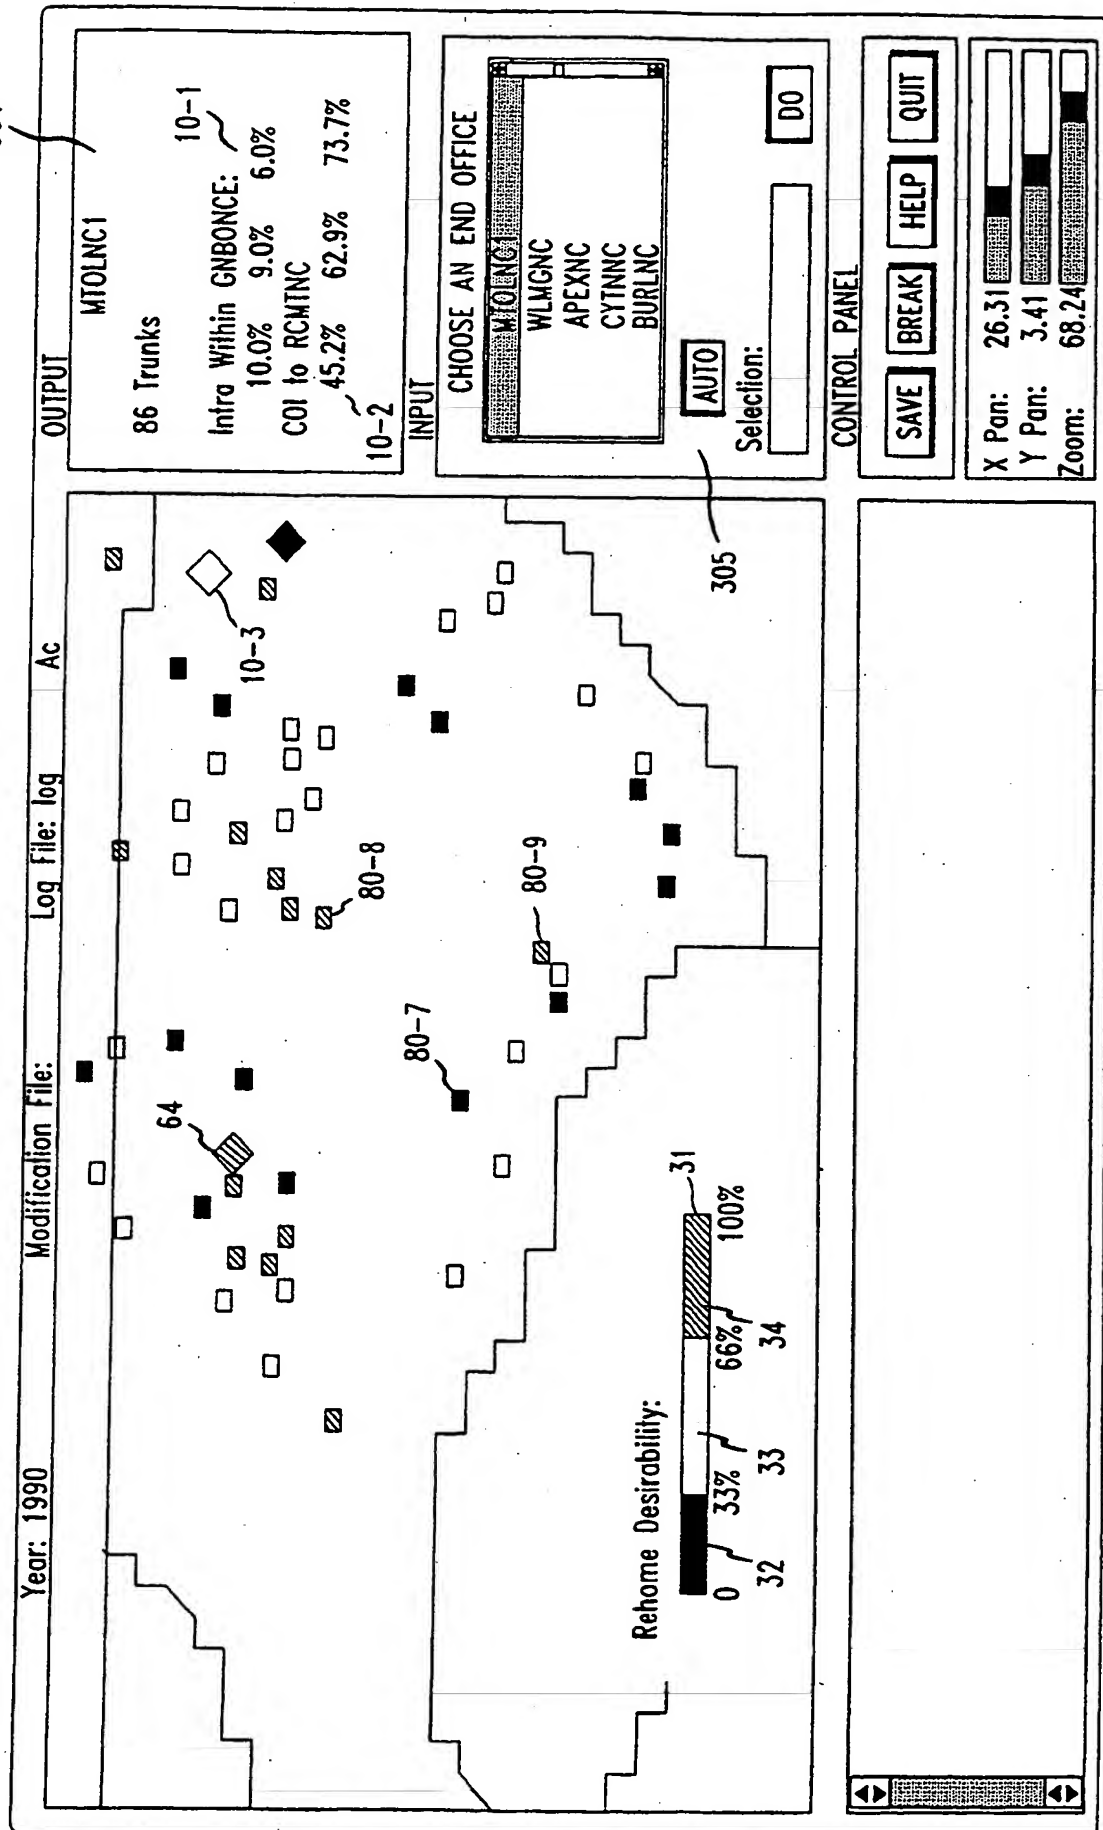 Year: 1990
Modification File:
Log File: log
Ac
OUTPUT
MTOLNC1
86 Trunks
Intra Within GNBONCE:
10-1
10.0% 9.0% 6.0%
COI to RCMTNC
45.2% 62.9% 73.7%
10-2
INPUT
CHOOSE AN END OFFICE
MTOLNC1
WLMGNC
APEXNC
CYTNNC
BURLNC
AUTO
Selection:
DO
305
CONTROL PANEL
SAVE BREAK HELP QUIT
X Pan: 26.31
Y Pan: 3.41
Zoom: 68.24
64
10-3
80-8
80-7
80-9
Rehome Desirability:
31
0 33% 66% 100%
32 33 34